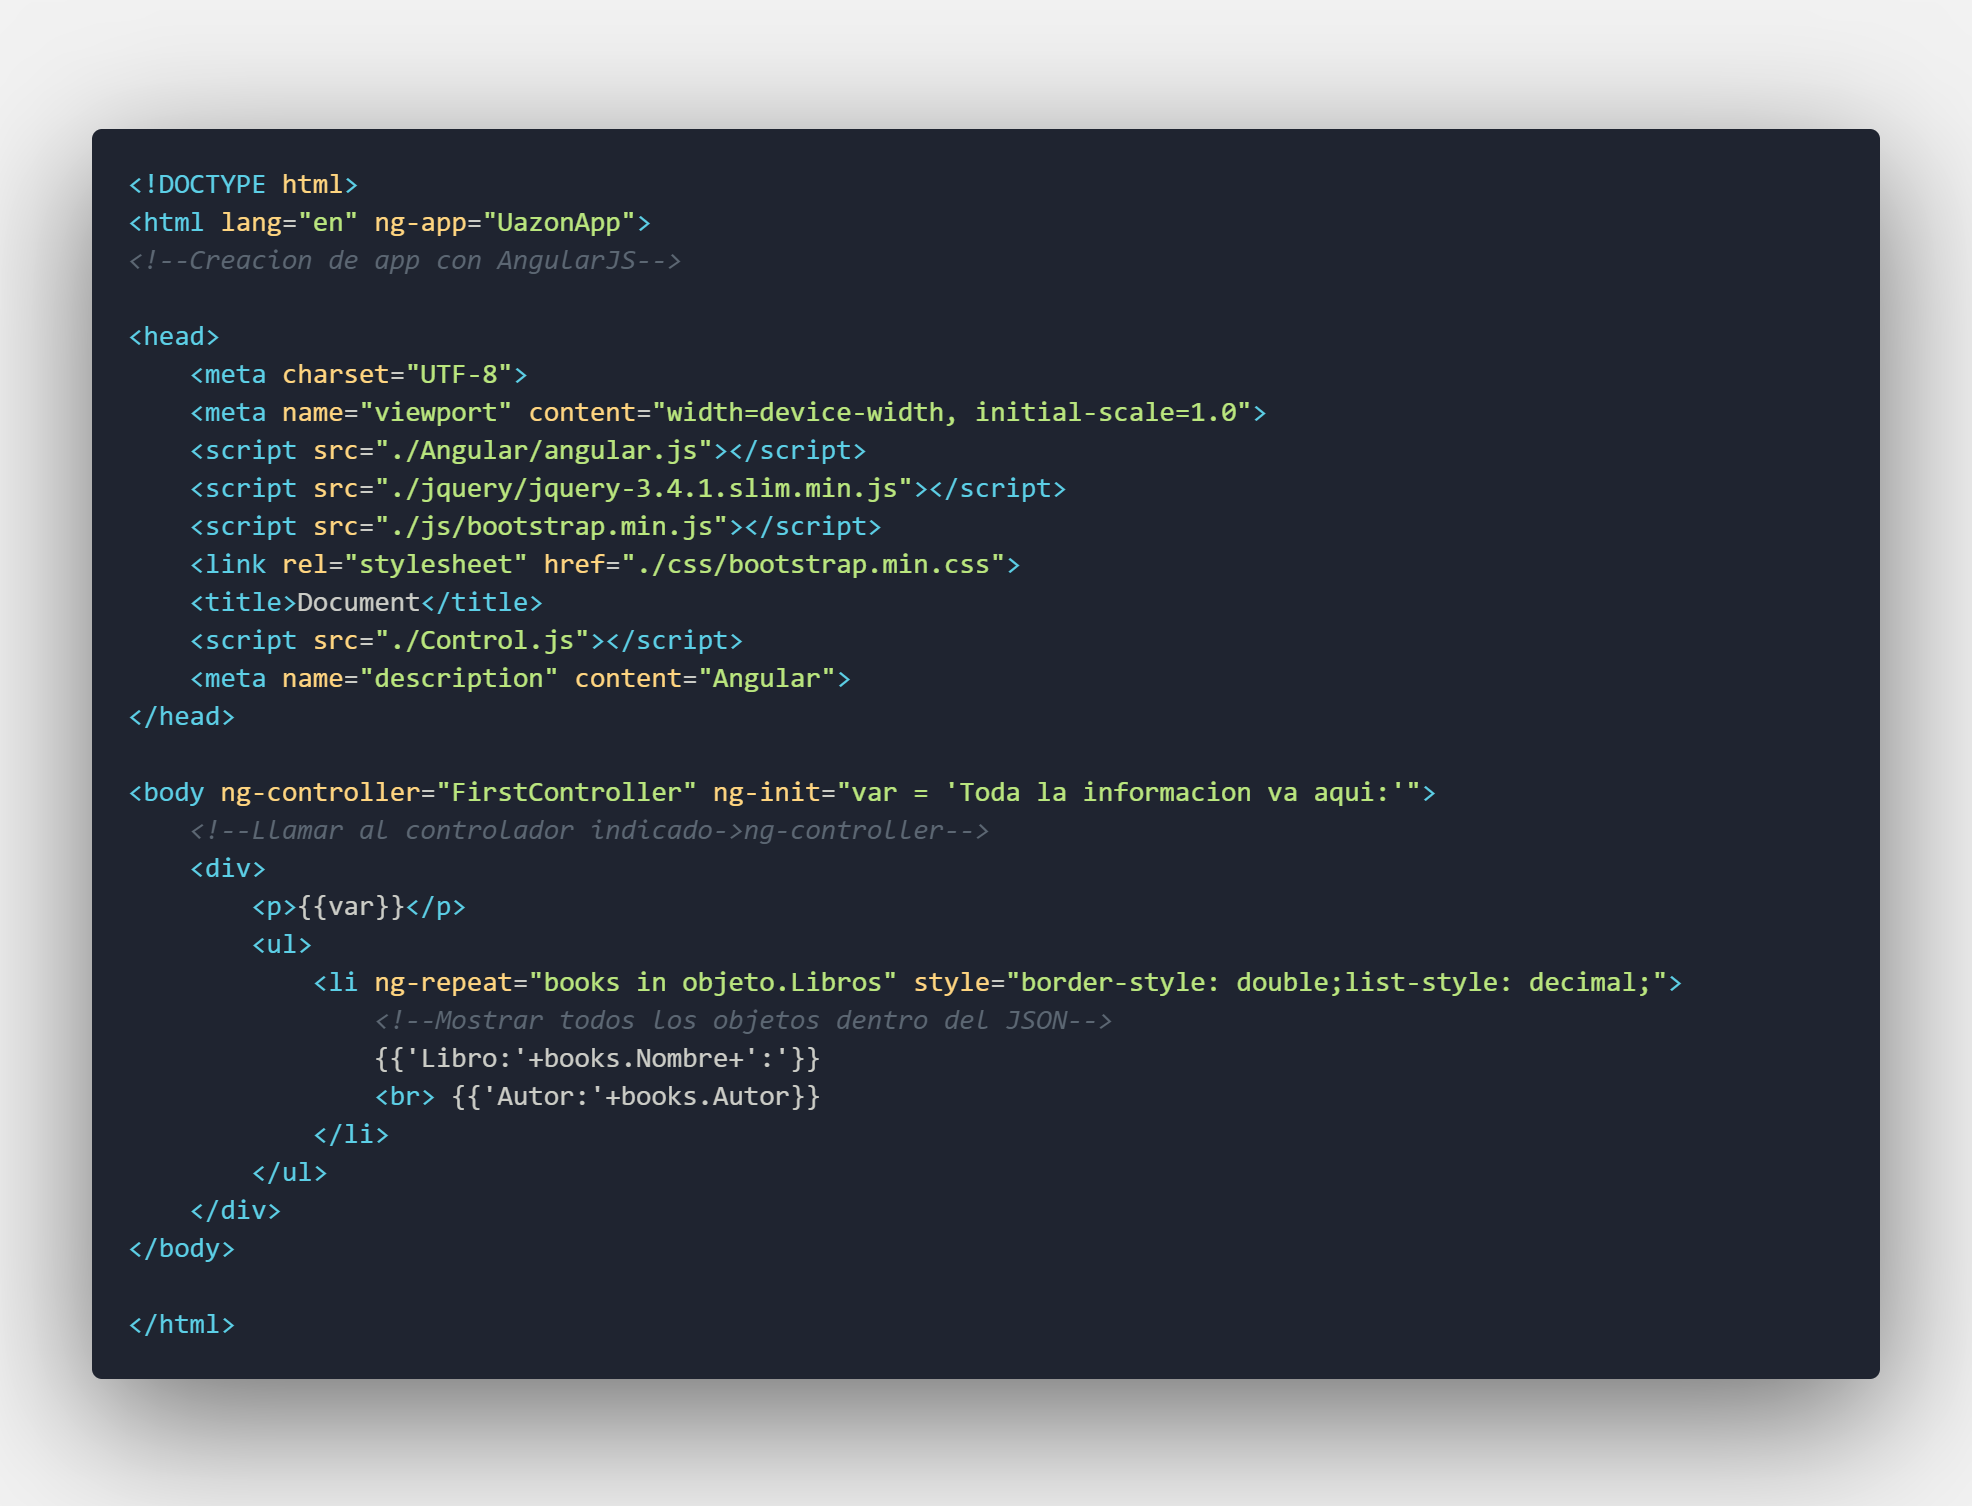 <!DOCTYPE html>
<html lang="en" ng-app="UazonApp">
<!--Creacion de app con AngularJS-->
<head>
<meta charset="UTF-8">
<meta name="viewport" content="width=device-width, initial-scale=1.0">
<script src="./Angular/angular.js"></script>
<script src="./jquery/jquery-3.4.1.slim.min.js"></script>
<script src="./js/bootstrap.min.js"></script>
<link rel="stylesheet" href="./css/bootstrap.min.css">
<title>Document</title>
<script src="./Control.js"></script>
<meta name="description" content="Angular">
</head>
<body ng-controller="FirstController" ng-init="var = 'Toda la informacion va aqui:'">
<!--Llamar al controlador indicado->ng-controller-->
<div>
<p>{{var}}</p>
<ul>
<li ng-repeat="books in objeto.Libros" style="border-style: double;list-style: decimal;">
<!--Mostrar todos los objetos dentro del JSON-->
{{'Libro:'+books.Nombre+':'}}
<br> {{'Autor:'+books.Autor}}
</li>
</ul>
</div>
</body>
</html>